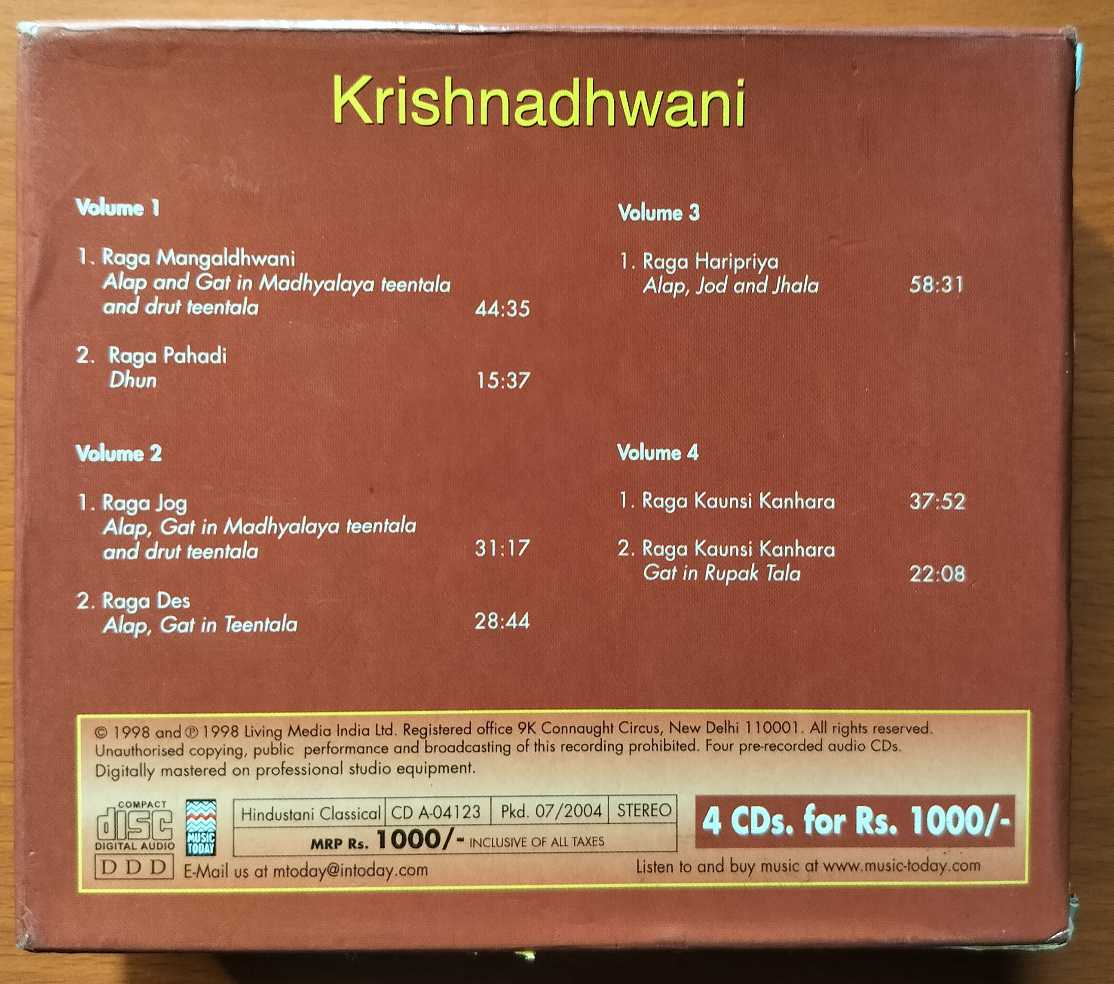 Krishnadhwani
Volume 1
1. Raga Mangaldhwani
Alap and Gat in Madhyalaya teentala
and drut teentala 44:35
2. Raga Pahadi
Dhun 15:37
Volume 2
1. Raga Jog
Alap, Gat in Madhyalaya teentala
and drut teentala 31:17
2. Raga Des
Alap, Gat in Teentala 28:44
Volume 3
1. Raga Haripriya
Alap, Jod and Jhala 58:31
Volume 4
1. Raga Kaunsi Kanhara 37:52
2. Raga Kaunsi Kanhara
Gat in Rupak Tala 22:08
© 1998 and ℗ 1998 Living Media India Ltd. Registered office 9K Connaught Circus, New Delhi 110001. All rights reserved.
Unauthorised copying, public performance and broadcasting of this recording prohibited. Four pre-recorded audio CDs.
Digitally mastered on professional studio equipment.
COMPACT
disc
DIGITAL AUDIO
D D D
MUSIC
TODAY
Hindustani Classical CD A-04123 Pkd. 07/2004 STEREO
MRP Rs. 1000/- INCLUSIVE OF ALL TAXES
4 CDs. for Rs. 1000/-
E-Mail us at mtoday@intoday.com
Listen to and buy music at www.music-today.com